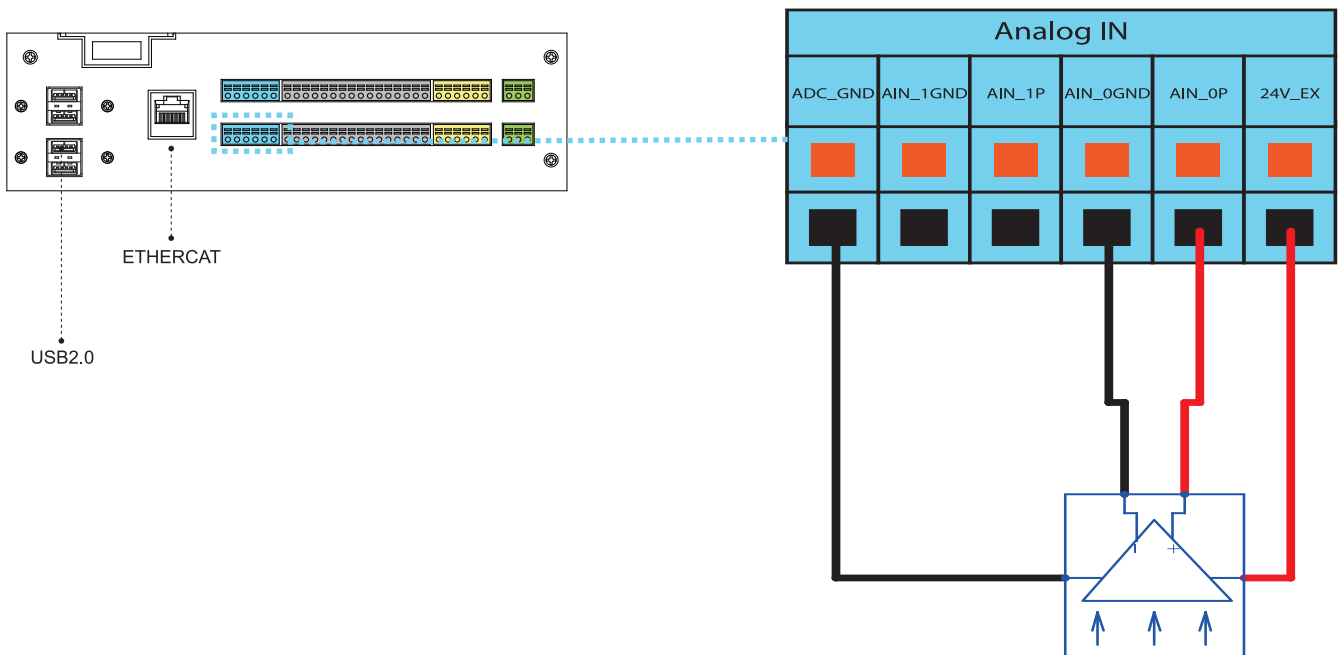 Analog IN
ADC_GND AIN_1GND AIN_1P AIN_0GND AIN_0P 24V_EX
ETHERCAT
USB2.0
− +